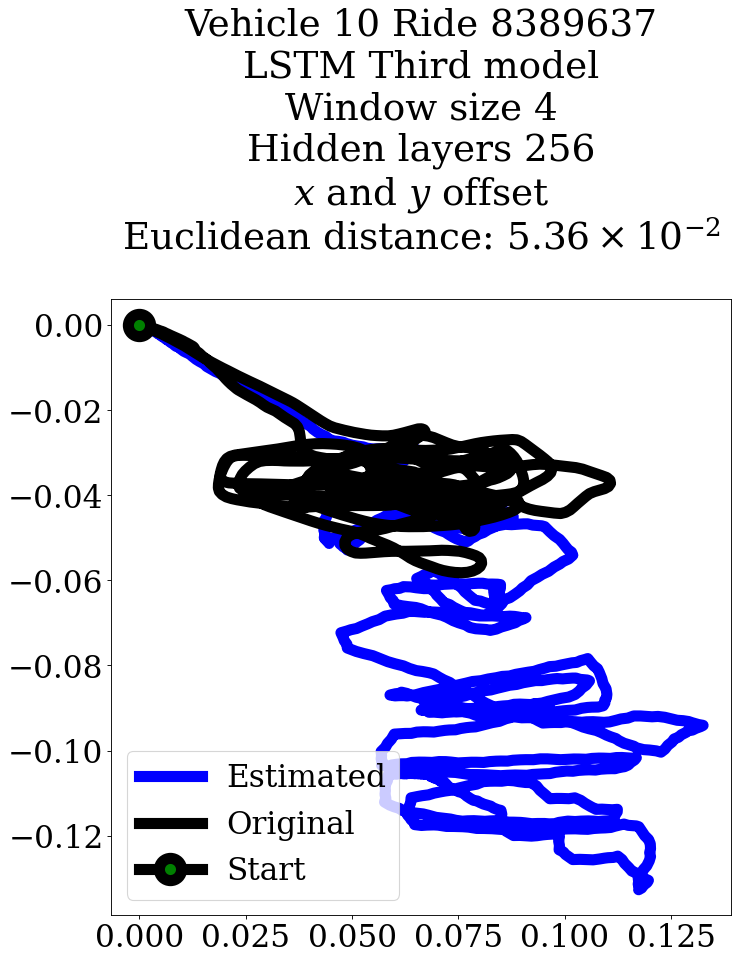 Vehicle 10 Ride 8389637
LSTM Third model
Window size 4
Hidden layers 256
x and y offset
Euclidean distance: 5.36 × 10⁻²
0.00
−0.02
−0.04
−0.06
−0.08
−0.10
−0.12
Estimated
Original
Start
0.000 0.025 0.050 0.075 0.100 0.125